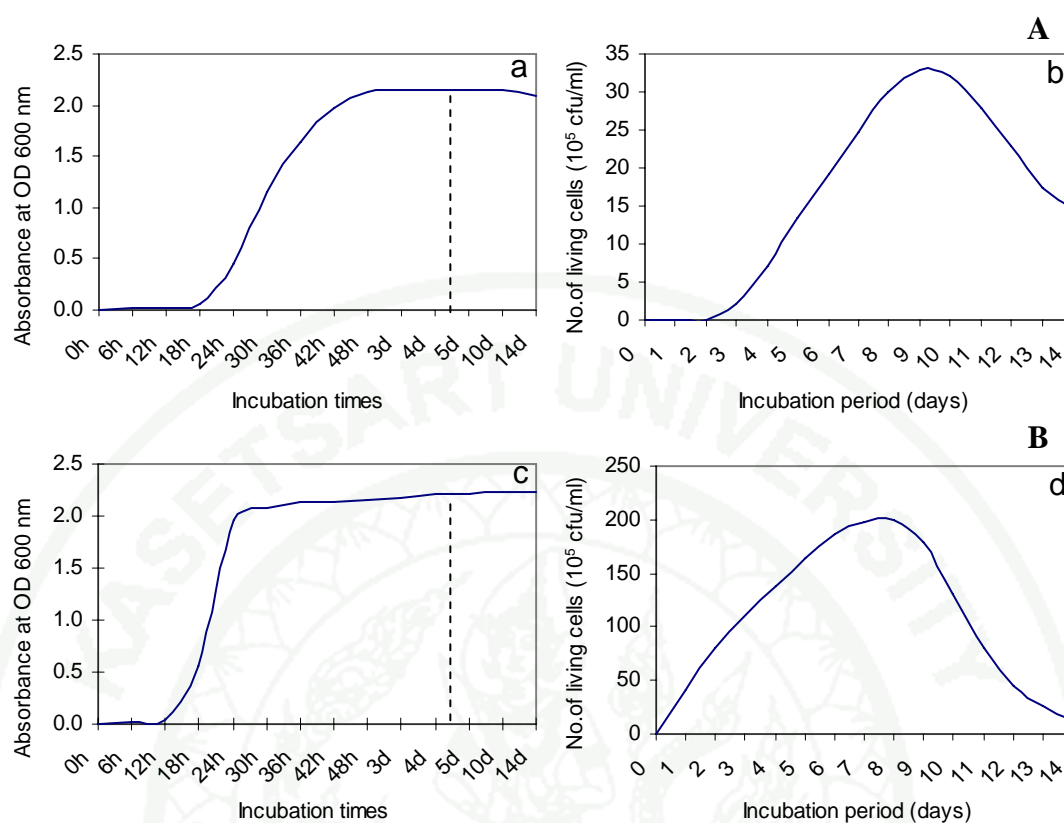 A
a
2.5
2.0
1.5
1.0
0.5
0.0
Absorbance at OD 600 nm
0h 6h 12h 18h 24h 30h 36h 42h 48h 3d 4d 5d 10d 14d
Incubation times
b
35
30
25
20
15
10
5
0
No.of living cells (10⁵ cfu/ml)
0 1 2 3 4 5 6 7 8 9 10 11 12 13 14
Incubation period (days)
B
c
2.5
2.0
1.5
1.0
0.5
0.0
Absorbance at OD 600 nm
0h 6h 12h 18h 24h 30h 36h 42h 48h 3d 4d 5d 10d 14d
Incubation times
d
250
200
150
100
50
0
No.of living cells (10⁵ cfu/ml)
0 1 2 3 4 5 6 7 8 9 10 11 12 13 14
Incubation period (days)
KASETSART UNIVERSITY